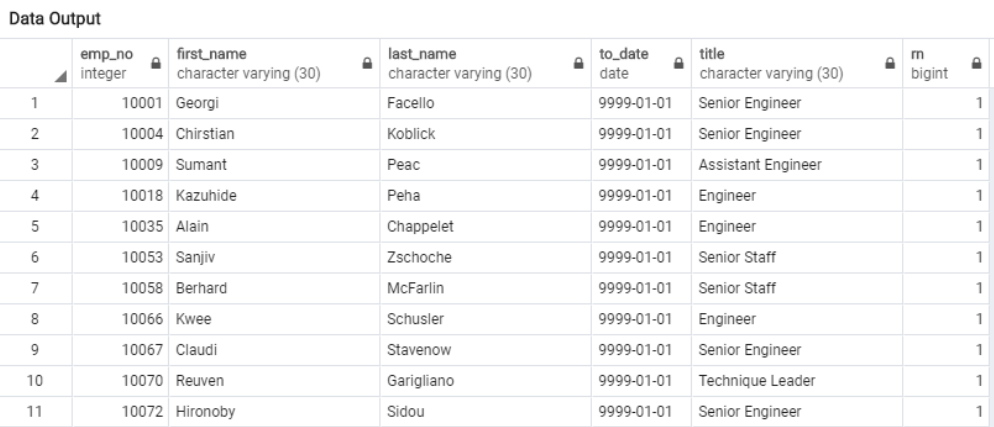 Data Output
emp_no first_name last_name to_date title rn
integer character varying (30) character varying (30) date character varying (30) bigint
1 10001 Georgi Facello 9999-01-01 Senior Engineer 1
2 10004 Chirstian Koblick 9999-01-01 Senior Engineer 1
3 10009 Sumant Peac 9999-01-01 Assistant Engineer 1
4 10018 Kazuhide Peha 9999-01-01 Engineer 1
5 10035 Alain Chappelet 9999-01-01 Engineer 1
6 10053 Sanjiv Zschoche 9999-01-01 Senior Staff 1
7 10058 Berhard McFarlin 9999-01-01 Senior Staff 1
8 10066 Kwee Schusler 9999-01-01 Engineer 1
9 10067 Claudi Stavenow 9999-01-01 Senior Engineer 1
10 10070 Reuven Garigliano 9999-01-01 Technique Leader 1
11 10072 Hironoby Sidou 9999-01-01 Senior Engineer 1